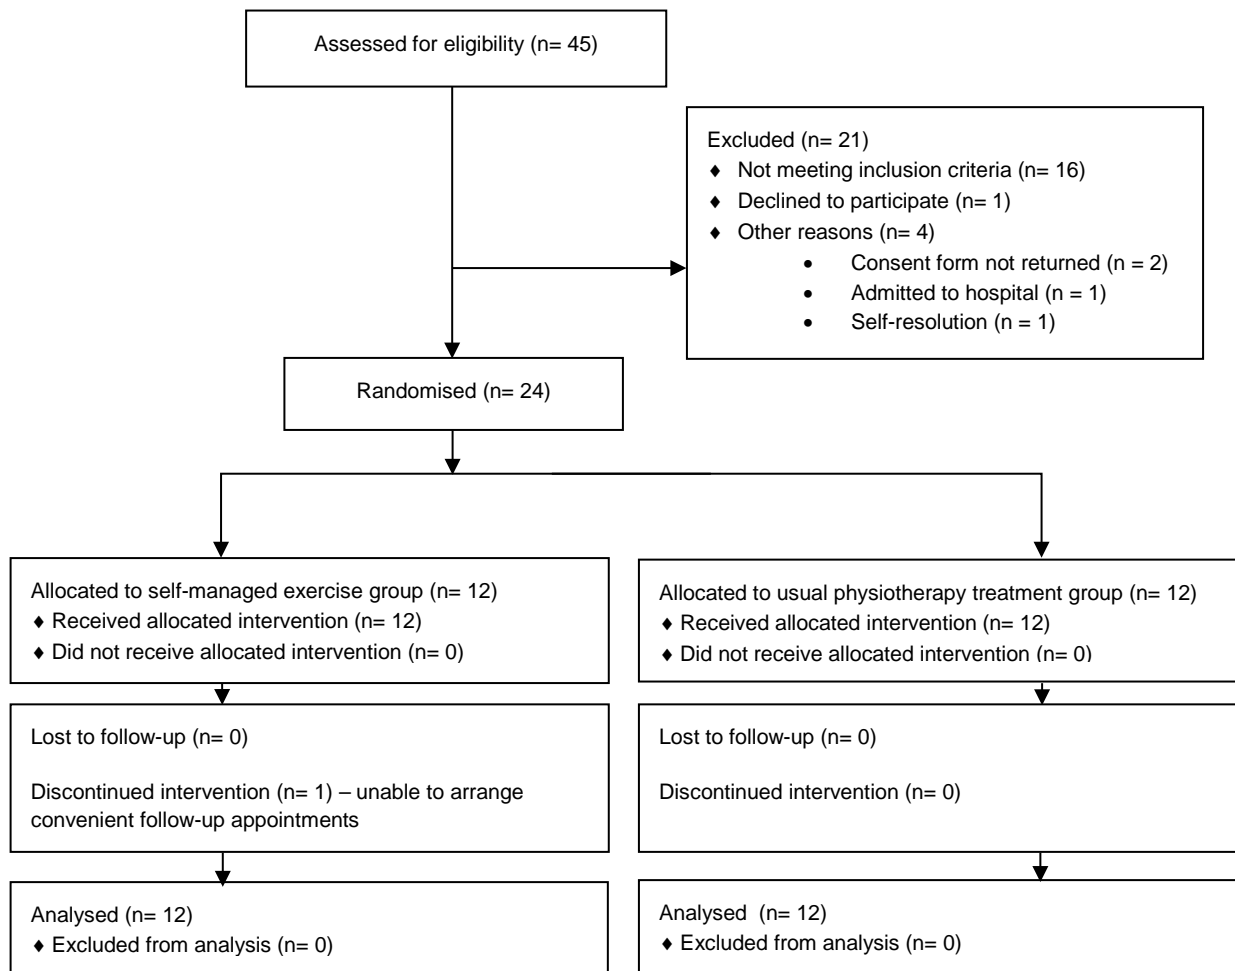 Assessed for eligibility (n= 45)
Excluded (n= 21)
♦ Not meeting inclusion criteria (n= 16)
♦ Declined to participate (n= 1)
♦ Other reasons (n= 4)
• Consent form not returned (n = 2)
• Admitted to hospital (n = 1)
• Self-resolution (n = 1)
Randomised (n= 24)
Allocated to self-managed exercise group (n= 12)
♦ Received allocated intervention (n= 12)
♦ Did not receive allocated intervention (n= 0)
Allocated to usual physiotherapy treatment group (n= 12)
♦ Received allocated intervention (n= 12)
♦ Did not receive allocated intervention (n= 0)
Lost to follow-up (n= 0)
Discontinued intervention (n= 1) – unable to arrange
convenient follow-up appointments
Lost to follow-up (n= 0)
Discontinued intervention (n= 0)
Analysed (n= 12)
♦ Excluded from analysis (n= 0)
Analysed  (n= 12)
♦ Excluded from analysis (n= 0)